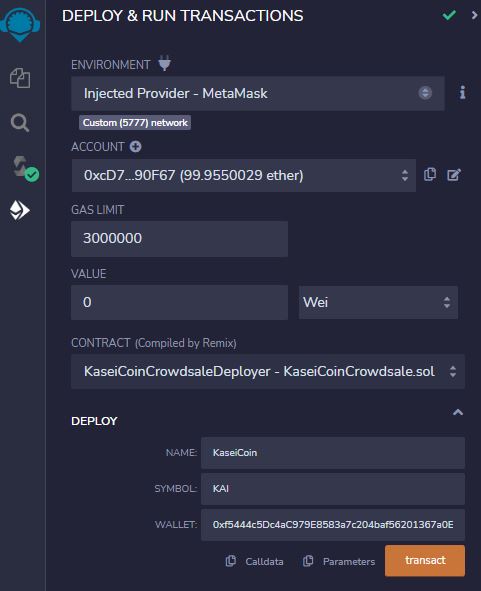 DEPLOY & RUN TRANSACTIONS
ENVIRONMENT
Injected Provider - MetaMask
Custom (5777) network
ACCOUNT
0xcD7...90F67 (99.9550029 ether)
GAS LIMIT
3000000
VALUE
0 Wei
CONTRACT (Compiled by Remix)
KaseiCoinCrowdsaleDeployer - KaseiCoinCrowdsale.sol
DEPLOY
NAME: KaseiCoin
SYMBOL: KAI
WALLET: 0xf5444c5Dc4aC979E8583a7c204baf56201367a0E
Calldata Parameters transact